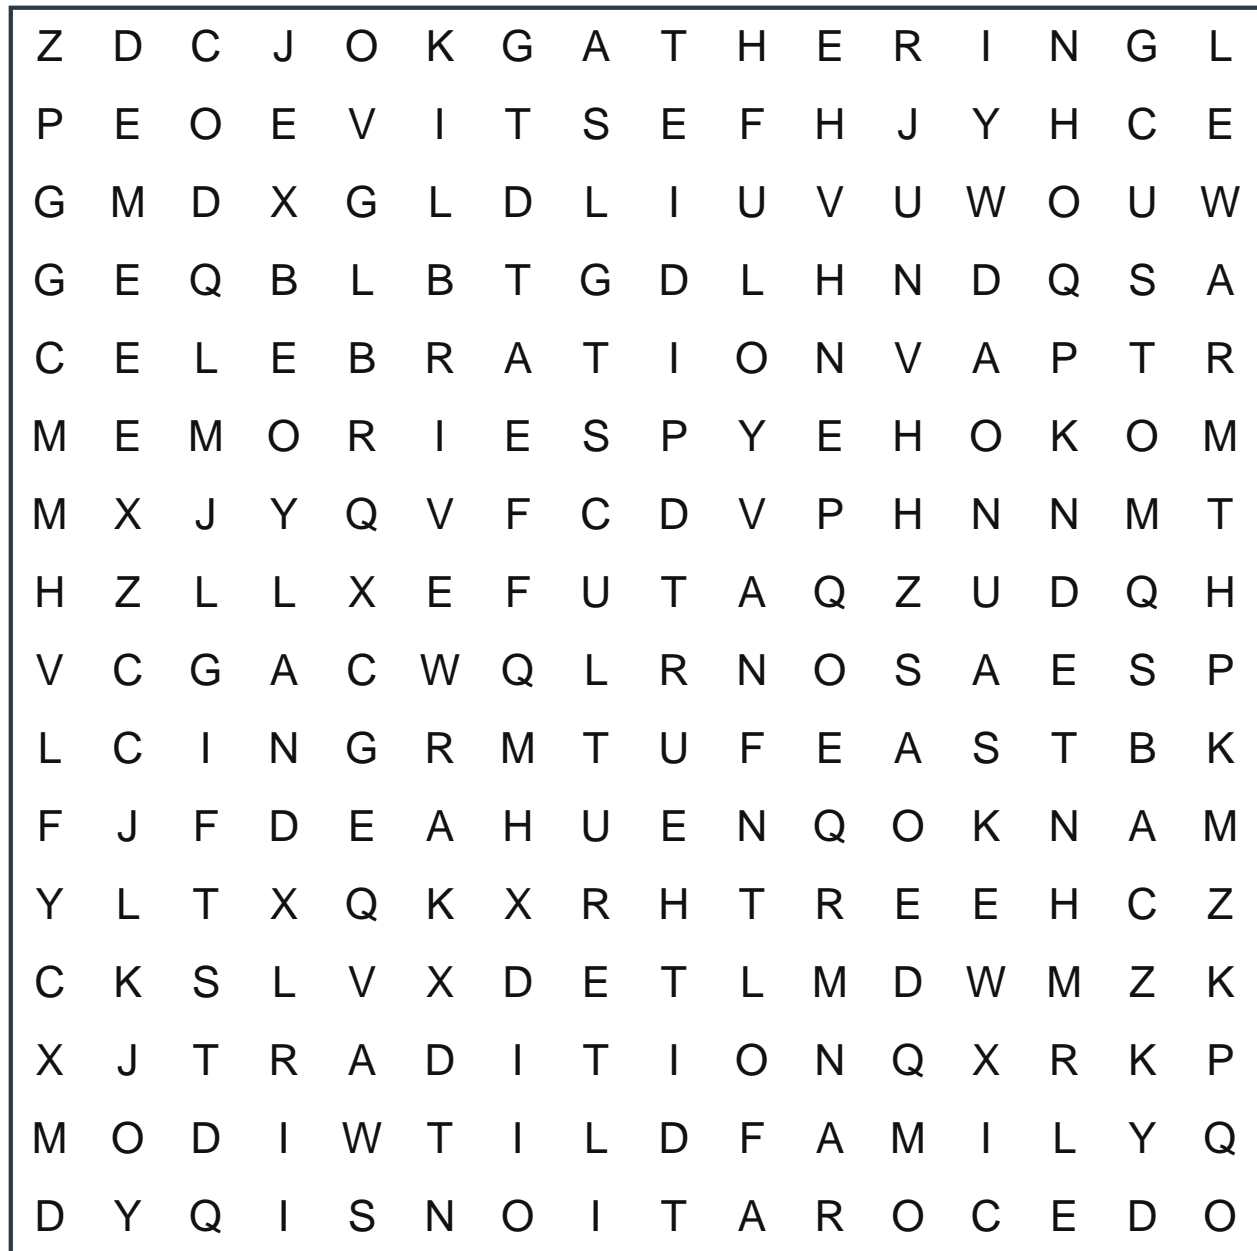 Z D C J O K G A T H E R I N G L
P E O E V I T S E F H J Y H C E
G M D X G L D L I U V U W O U W
G E Q B L B T G D L H N D Q S A
C E L E B R A T I O N V A P T R
M E M O R I E S P Y E H O K O M
M X J Y Q V F C D V P H N N M T
H Z L L X E F U T A Q Z U D Q H
V C G A C W Q L R N O S A E S P
L C I N G R M T U F E A S T B K
F J F D E A H U E N Q O K N A M
Y L T X Q K X R H T R E E H C Z
C K S L V X D E T L M D W M Z K
X J T R A D I T I O N Q X R K P
M O D I W T I L D F A M I L Y Q
D Y Q I S N O I T A R O C E D O